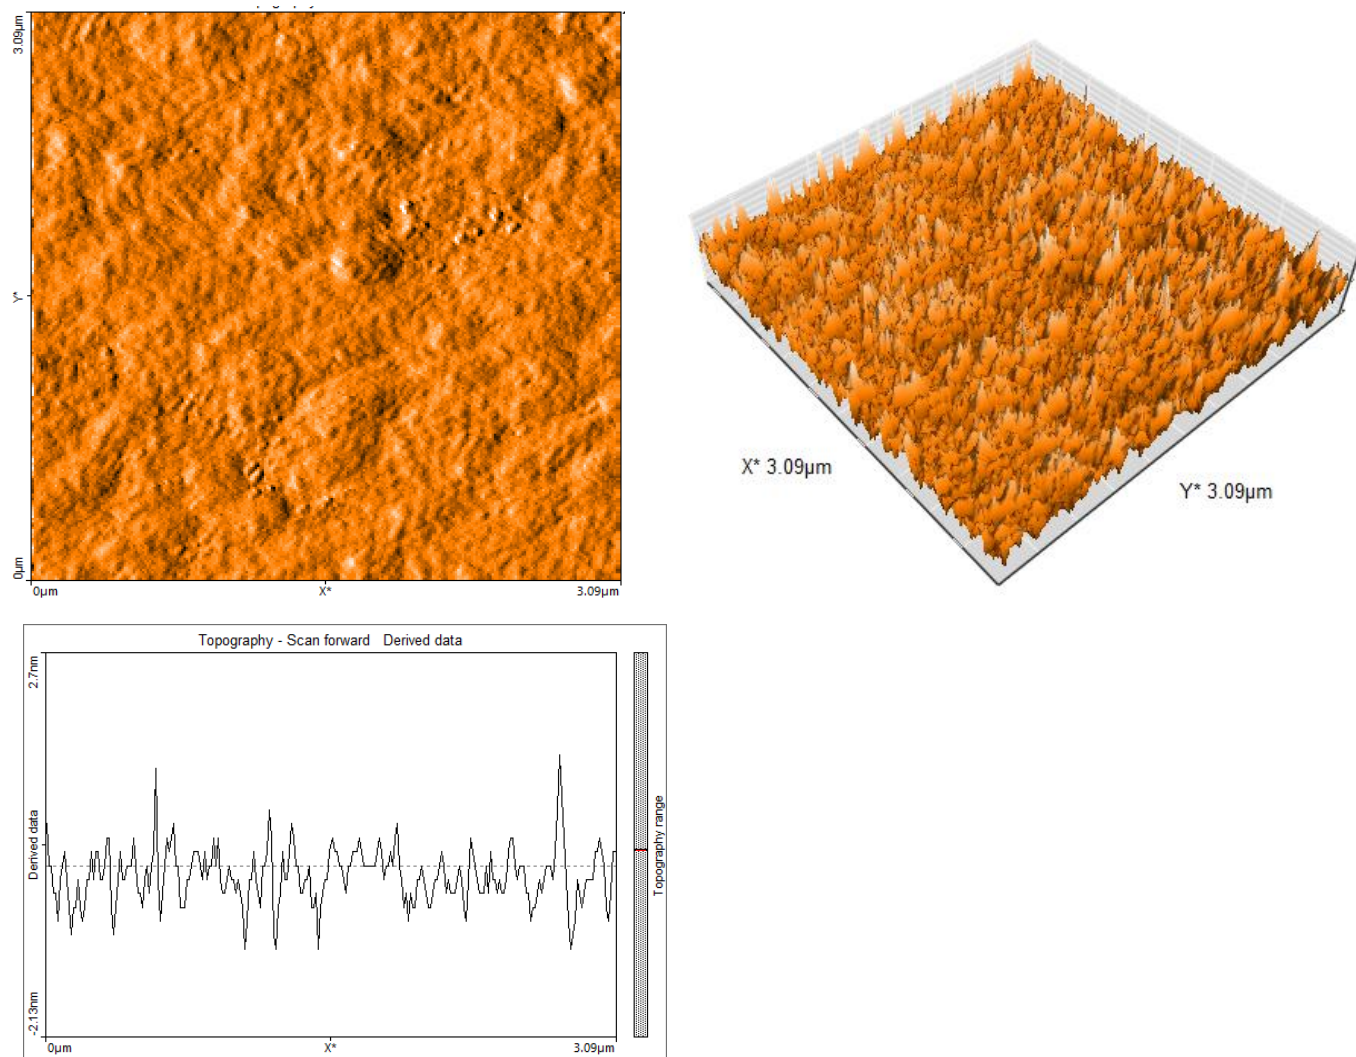 3.09µm
Y*
0µm
0µm X* 3.09µm
X* 3.09µm
Y* 3.09µm
Topography - Scan forward Derived data
2.7nm
Derived data
-2.13nm
Topography range
0µm X* 3.09µm